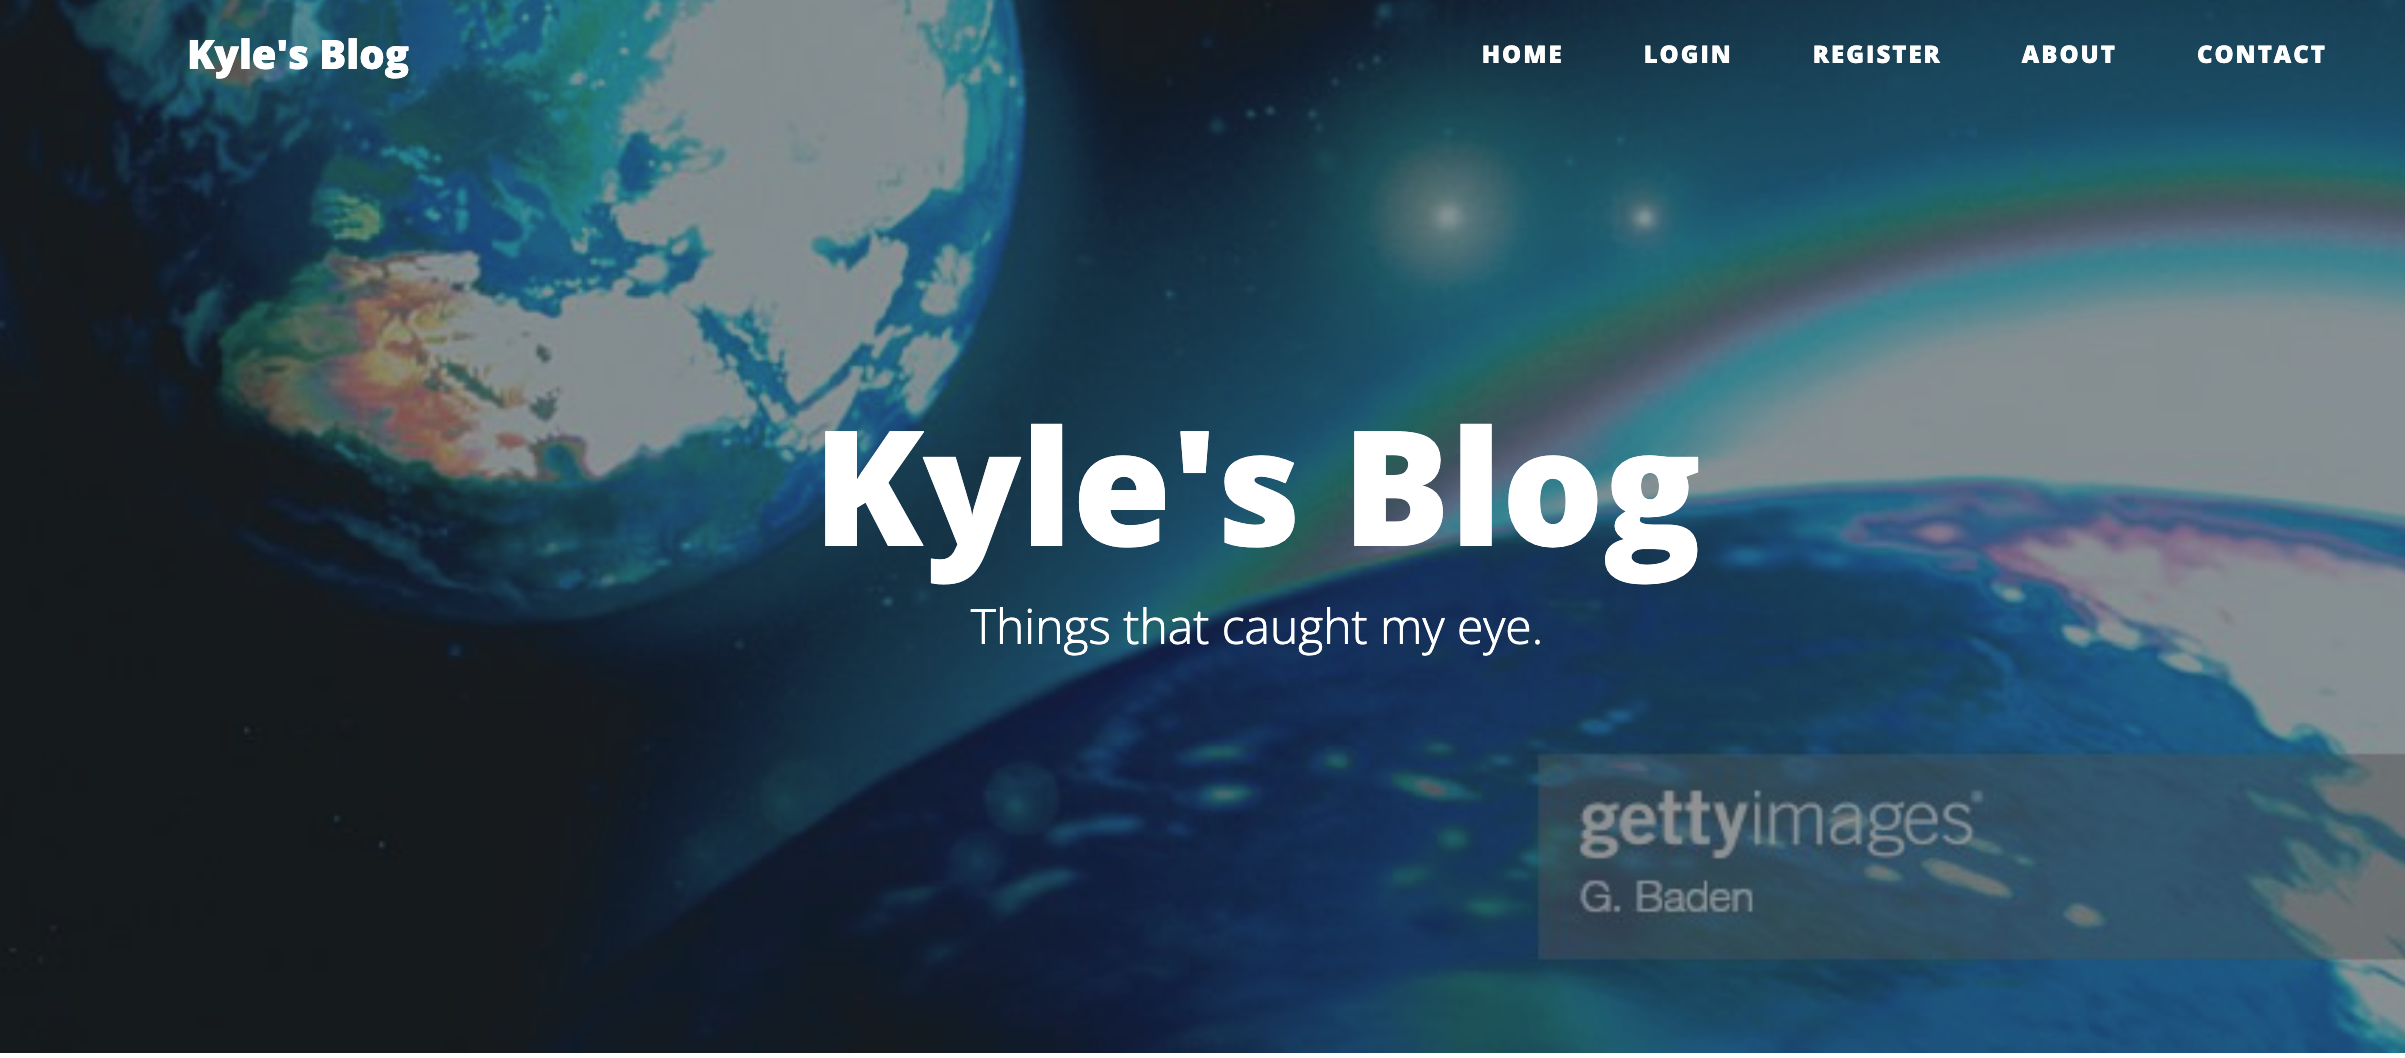 Kyle's Blog
HOME LOGIN REGISTER ABOUT CONTACT
Kyle's Blog
Things that caught my eye.
gettyimages®
G. Baden